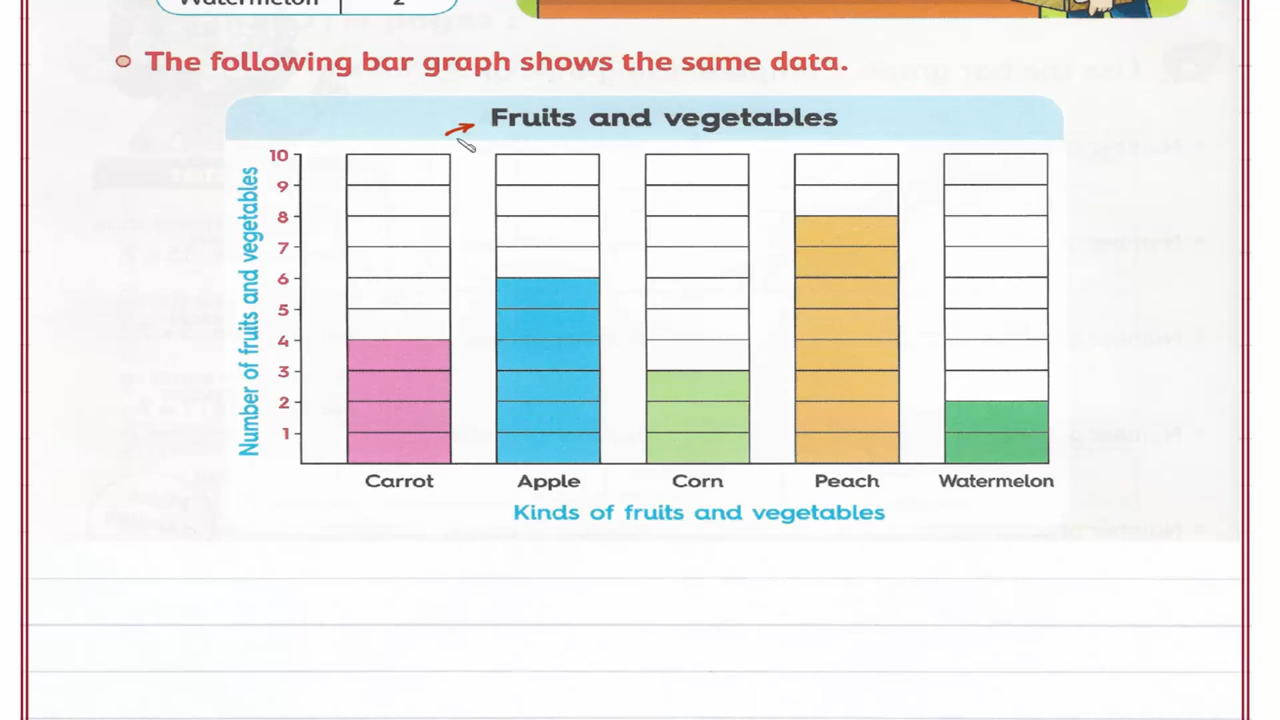 Watermelon 2
The following bar graph shows the same data.
Fruits and vegetables
Number of fruits and vegetables
10
9
8
7
6
5
4
3
2
1
Carrot Apple Corn Peach Watermelon
Kinds of fruits and vegetables